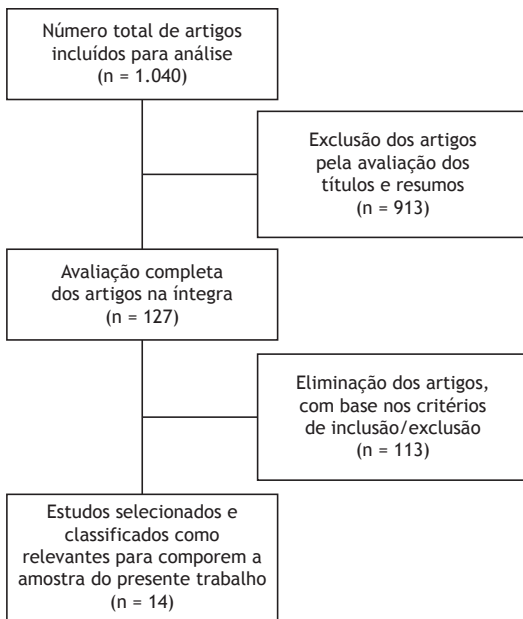 Número total de artigos
incluídos para análise
(n = 1.040)
Exclusão dos artigos
pela avaliação dos
títulos e resumos
(n = 913)
Avaliação completa
dos artigos na íntegra
(n = 127)
Eliminação dos artigos,
com base nos critérios
de inclusão/exclusão
(n = 113)
Estudos selecionados e
classificados como
relevantes para comporem a
amostra do presente trabalho
(n = 14)